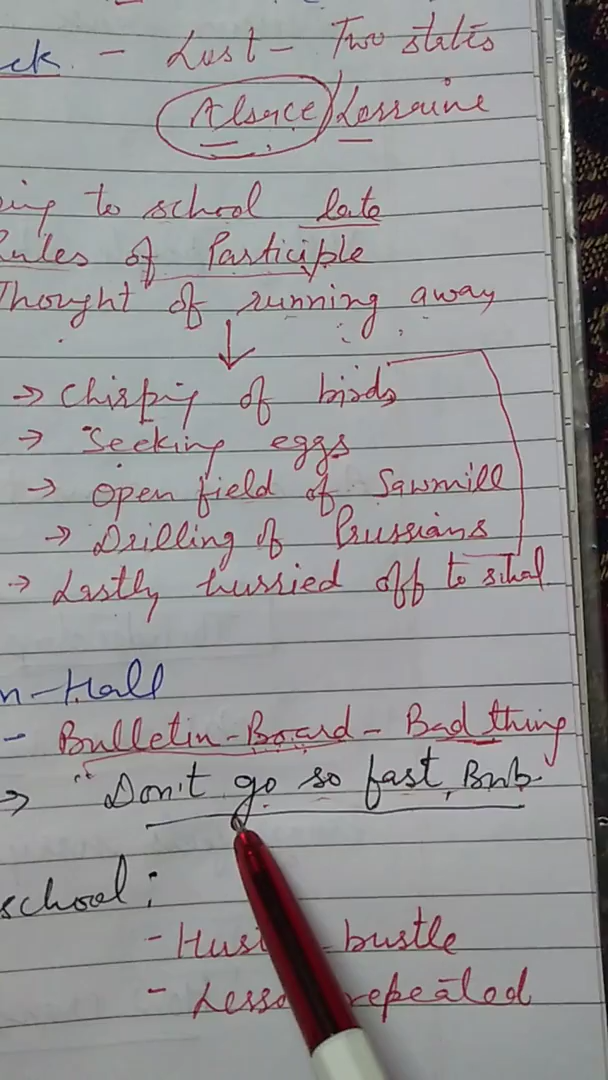 ck. - Lost - Two states
Alsace / Lorraine
ing to school late
Rules of Participle
Thought of running away
→ Chirping of birds
→ Seeking eggs
→ Open field of Sawmill
→ Drilling of Prussians
→ Lastly hurried off to school.
n-Hall
- Bulletin-Board - Bad thing
→ "Don't go so fast, Bub.
school:
- bustle
- repeated